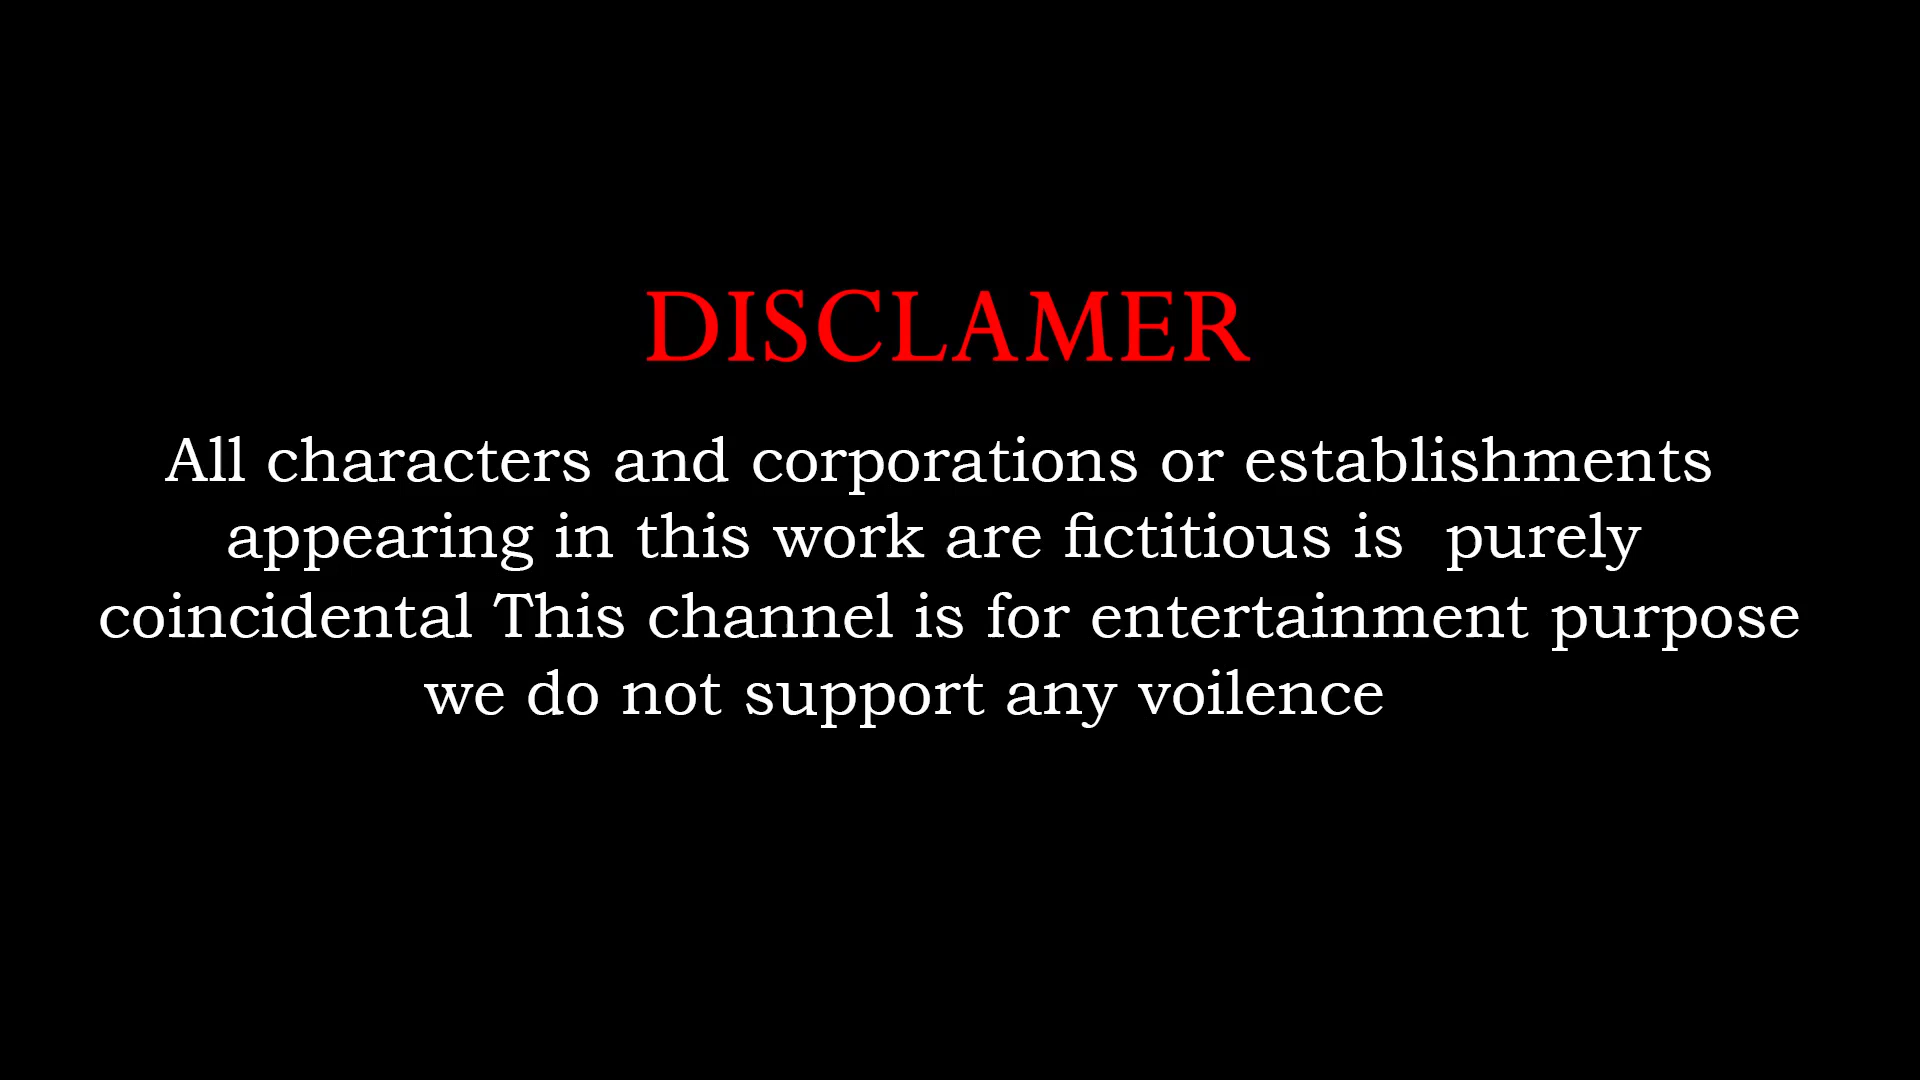 DISCLAMER
All characters and corporations or establishments
appearing in this work are fictitious is  purely
coincidental This channel is for entertainment purpose
we do not support any voilence